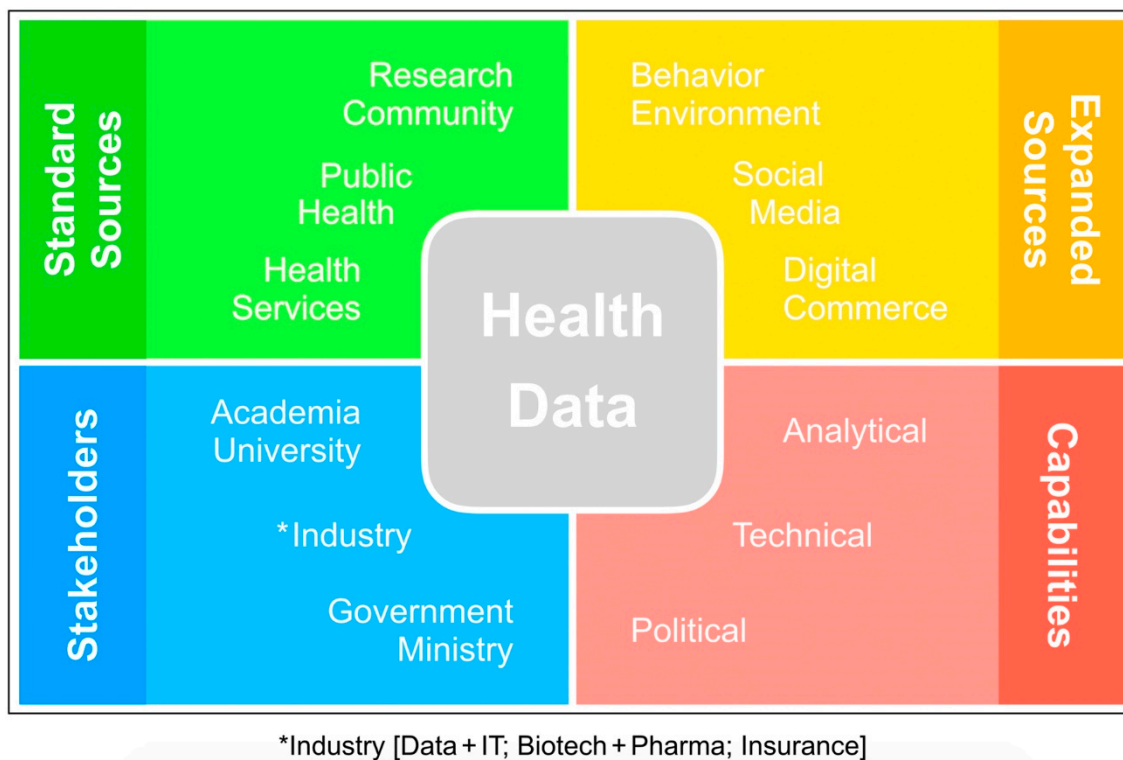 Standard
Sources
Research
Community
Public
Health
Health
Services
Behavior
Environment
Social
Media
Digital
Commerce
Expanded
Sources
Health
Data
Stakeholders
Academia
University
*Industry
Government
Ministry
Analytical
Technical
Political
Capabilities
*Industry [Data + IT; Biotech + Pharma; Insurance]